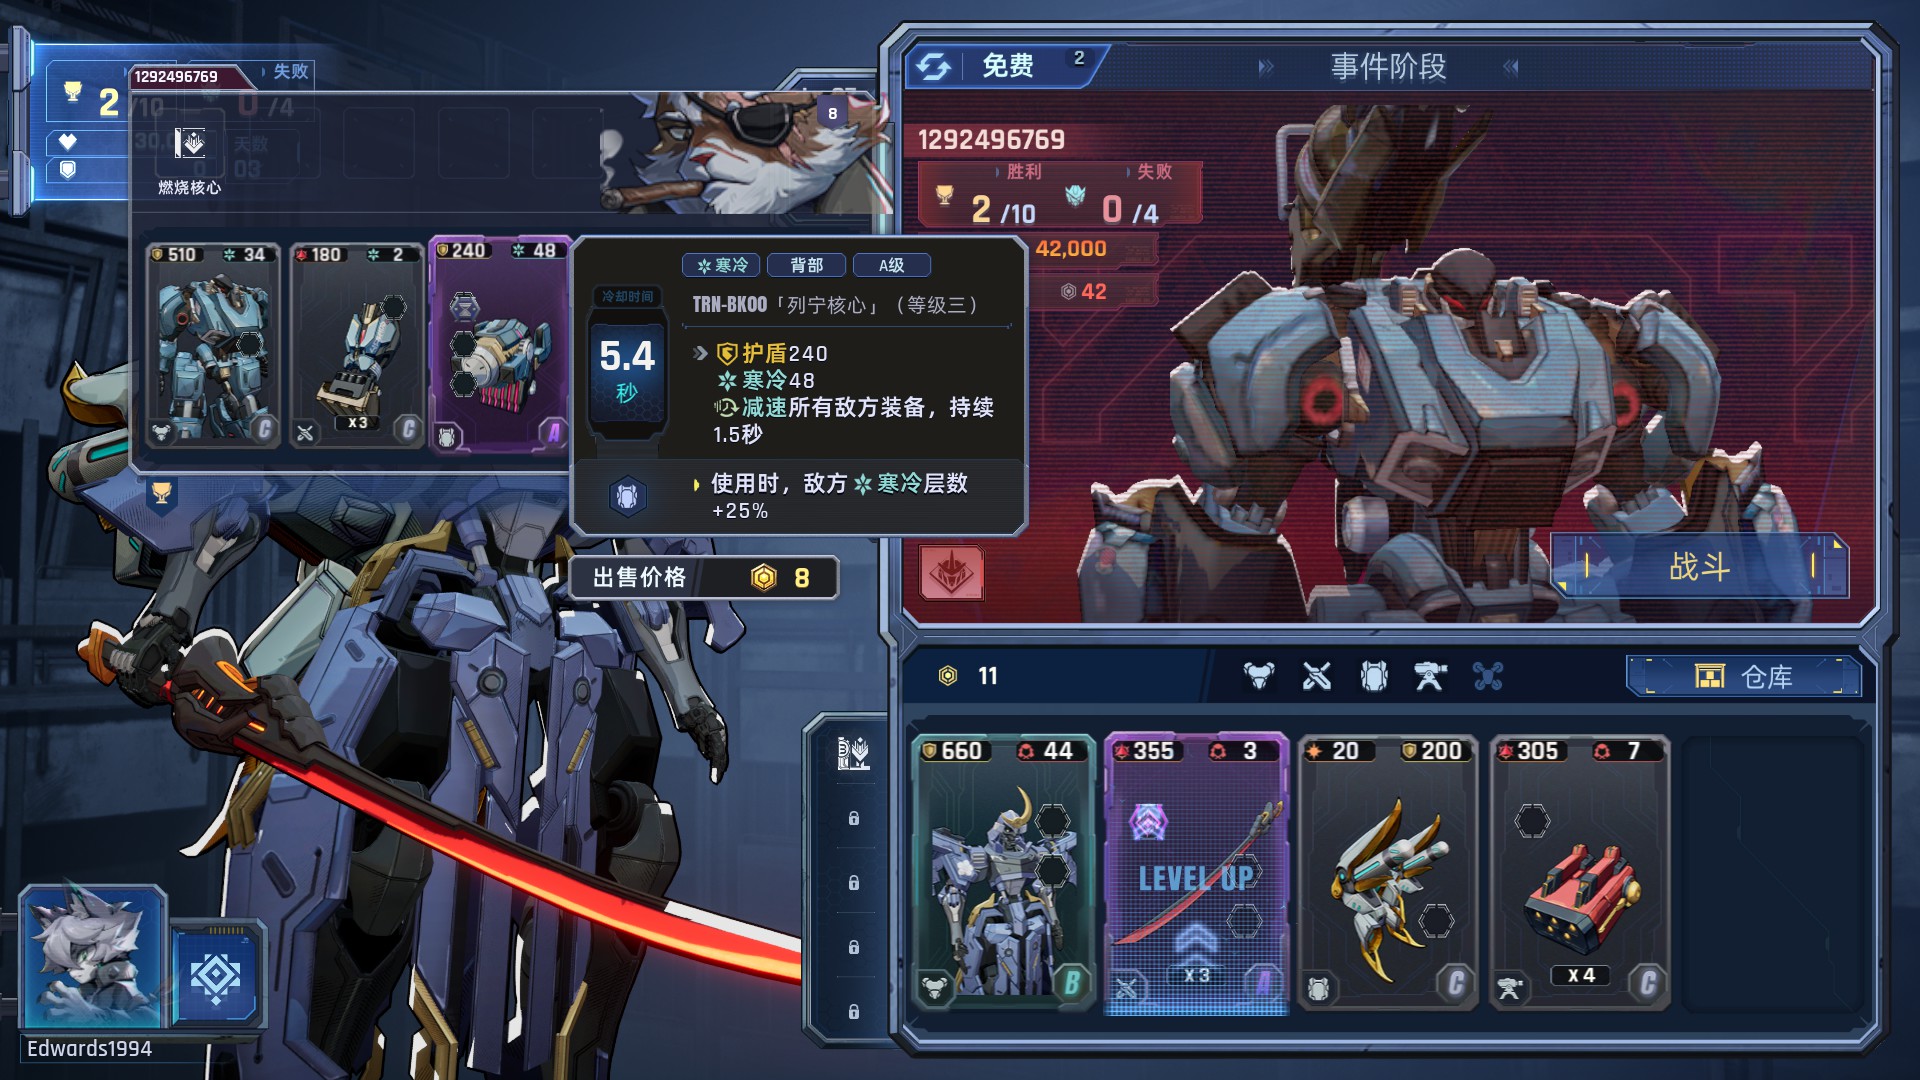 失败
2/10
0/4
30,0
天数
03
1292496769
燃烧核心
8
510
34
C
180
2
x3
C
240
48
A
寒冷
背部
A级
冷却时间
5.4
秒
TRN-BK00「列宁核心」（等级三）
护盾240
寒冷48
减速所有敌方装备，持续
1.5秒
使用时，敌方寒冷层数
+25%
出售价格
8
免费
2
事件阶段
1292496769
胜利
失败
2/10
0/4
42,000
42
战斗
11
仓库
660
44
B
355
3
LEVEL UP
x3
A
20
200
C
305
7
x4
C
Edwards1994